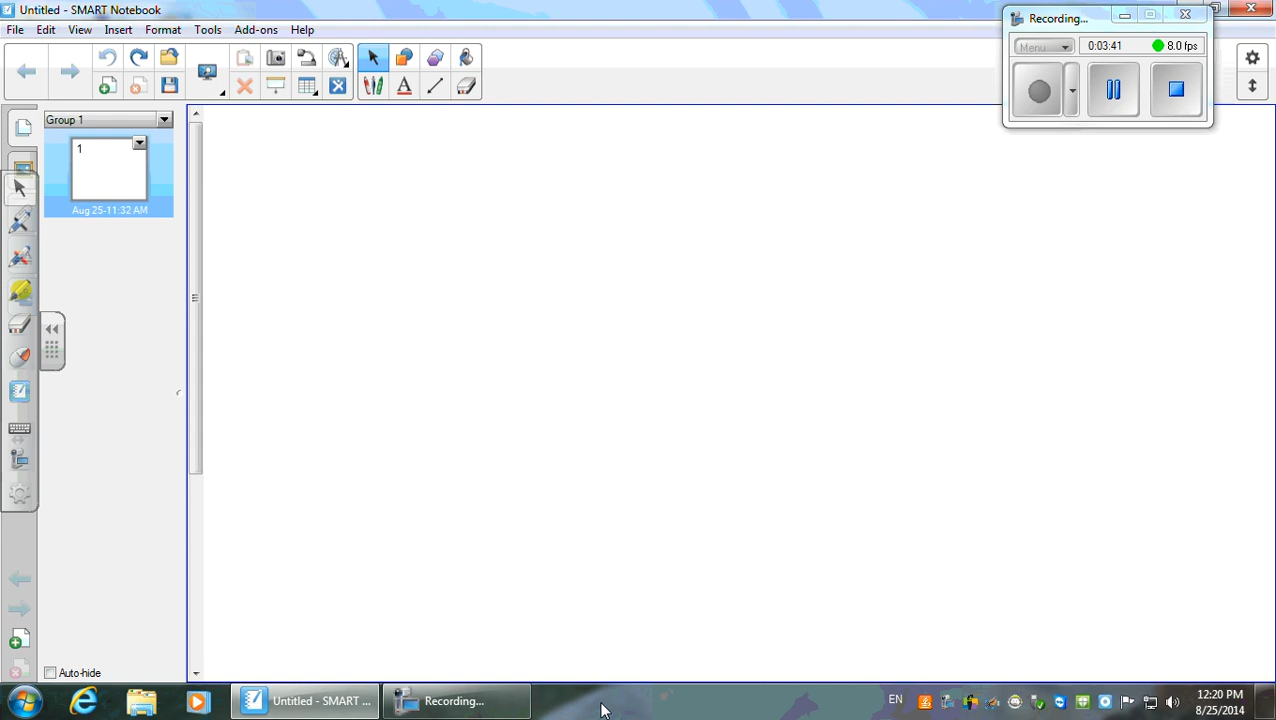 Untitled - SMART Notebook
Recording...
File Edit View Insert Format Tools Add-ons Help
Menu 0:03:41 8.0 fps
Group 1
1
Aug 25-11:32 AM
Auto-hide
Untitled - SMART ...
Recording...
EN
12:20 PM
8/25/2014